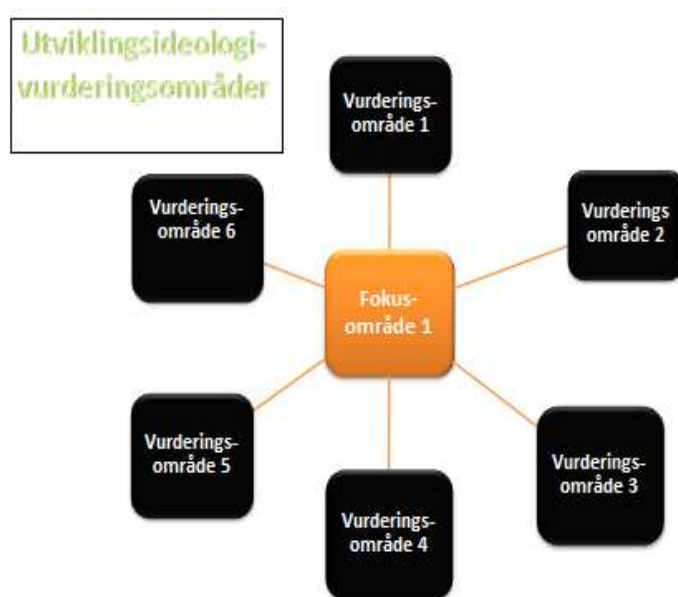 Utviklingsideologi-
vurderingsområder
Vurderings-
område 1
Vurderings
område 2
Vurderings-
område 3
Vurderings-
område 4
Vurderings-
område 5
Vurderings-
område 6
Fokus-
område 1